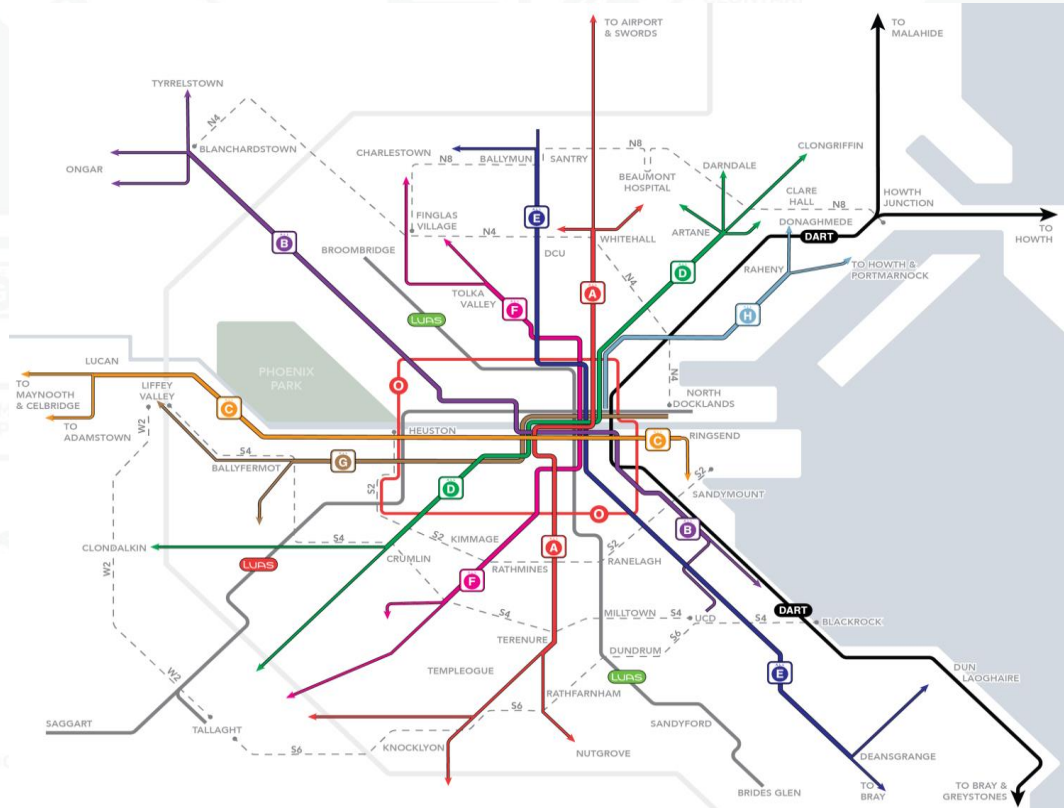 TO AIRPORT
& SWORDS
TO
MALAHIDE
TYRRELSTOWN
N4
BLANCHARDSTOWN
ONGAR
CHARLESTOWN
N8
BALLYMUN
SANTRY
N8
BEAUMONT
HOSPITAL
DARNDALE
CLONGRIFFIN
CLARE
HALL
N8
HOWTH
JUNCTION
DONAGHMEDE
TO
HOWTH
DART
FINGLAS
VILLAGE
N4
E
B
BROOMBRIDGE
DCU
WHITEHALL
ARTANE
D
RAHENY
TO HOWTH &
PORTMARNOCK
TOLKA
VALLEY
F
A
N4
H
LUAS
LUCAN
PHOENIX
PARK
O
N4
TO
MAYNOOTH
& CELBRIDGE
LIFFEY
VALLEY
C
NORTH
DOCKLANDS
TO
ADAMSTOWN
W2
HEUSTON
C
RINGSEND
S4
BALLYFERMOT
G
S2
D
S2
SANDYMOUNT
O
B
CLONDALKIN
S4
S2
KIMMAGE
A
S2
W2
LUAS
CRUMLIN
F
RATHMINES
RANELAGH
S4
MILLTOWN
S4
UCD
S4
DART
BLACKROCK
TERENURE
S6
DUNDRUM
W2
TEMPLEOGUE
LUAS
E
DUN
LAOGHAIRE
RATHFARNHAM
S6
SAGGART
TALLAGHT
SANDYFORD
S6
KNOCKLYON
NUTGROVE
DEANSGRANGE
BRIDES GLEN
TO
BRAY
TO BRAY &
GREYSTONES